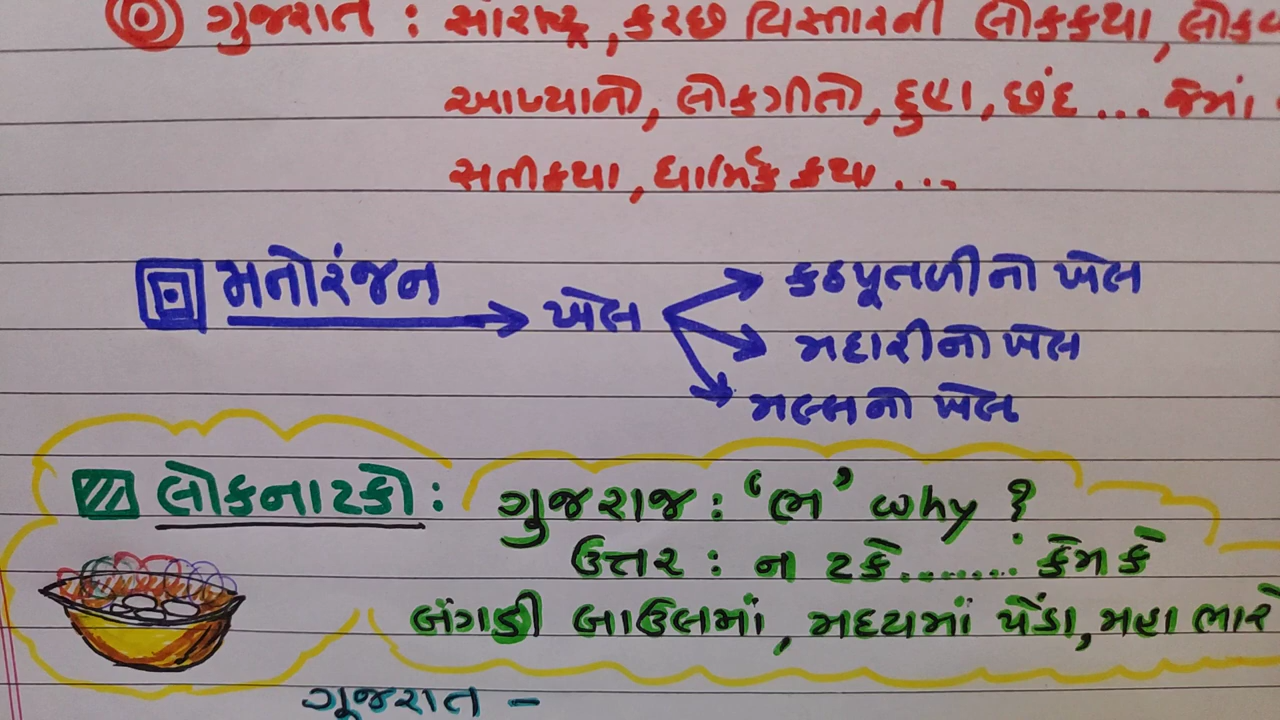 ગુજરાત : સૌરાષ્ટ્ર, કચ્છ વિસ્તારની લોકકથા,
આખ્યાનો, લોકગીતો, દુહા, છંદ ... જેમાં
સતીકથા, ધાર્મિક કથા ...
મનોરંજન → ખેલ
કઠપૂતળીનો ખેલ
મદારીનો ખેલ
મલ્લનો ખેલ
લોકનાટકો : ગુજરાજ : ‘ભ’ why ?
ઉત્તર : ન ટકે........ કેમ કે
બંગડી બાઉલમાં, મધ્યમાં પેંડા, મહા ભારે
ગુજરાત -